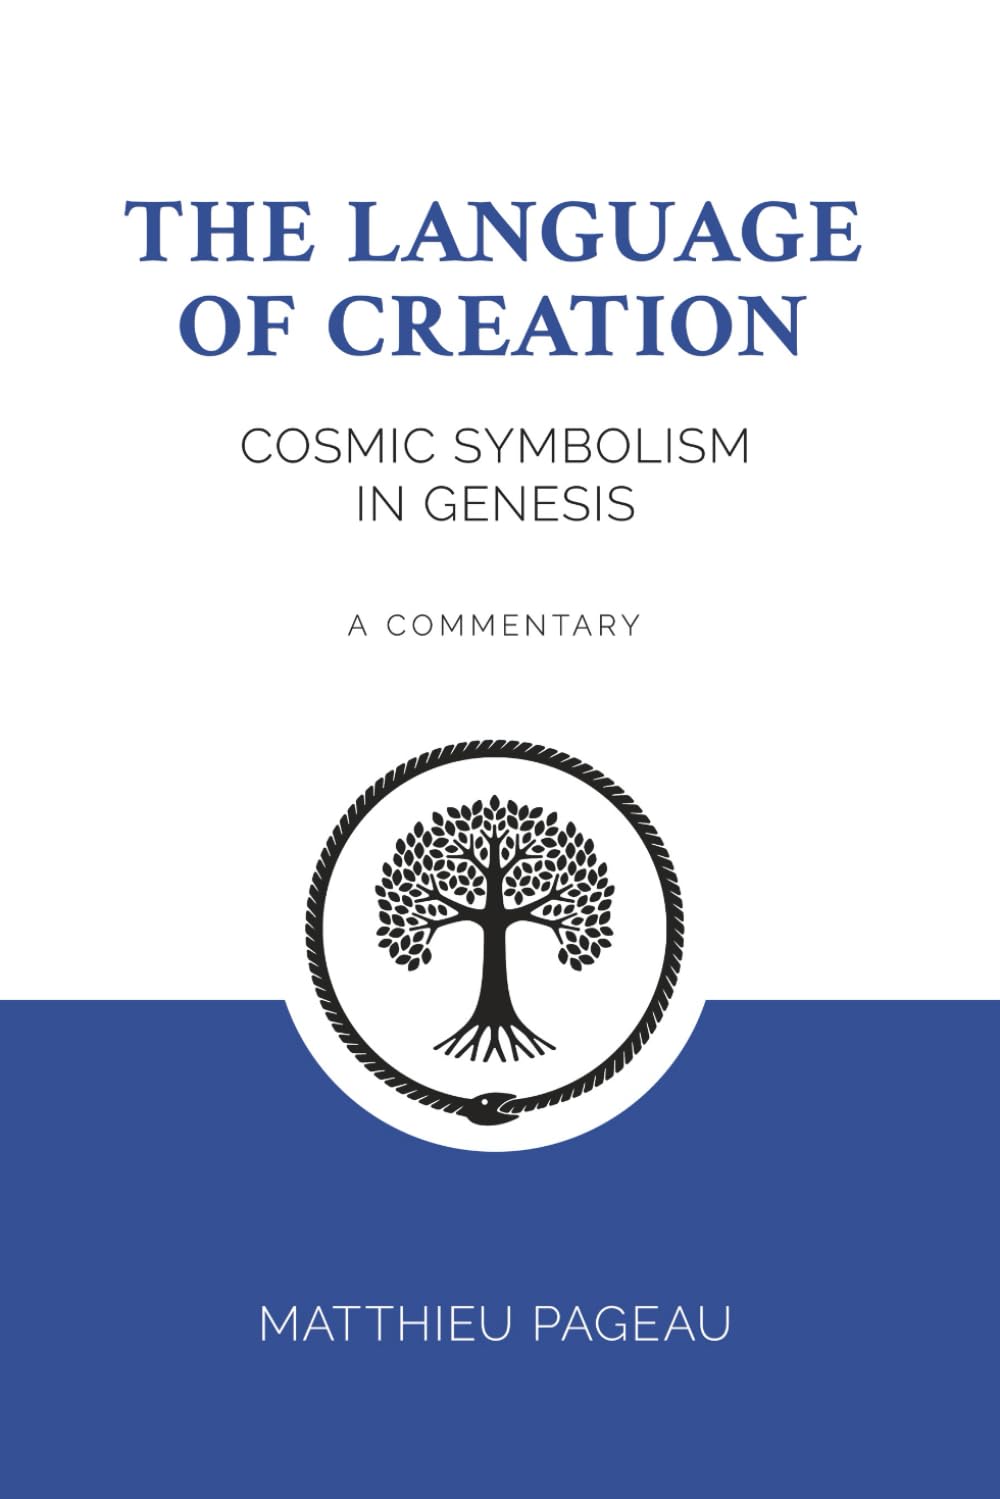 THE LANGUAGE
OF CREATION
COSMIC SYMBOLISM
IN GENESIS
A COMMENTARY
MATTHIEU PAGEAU